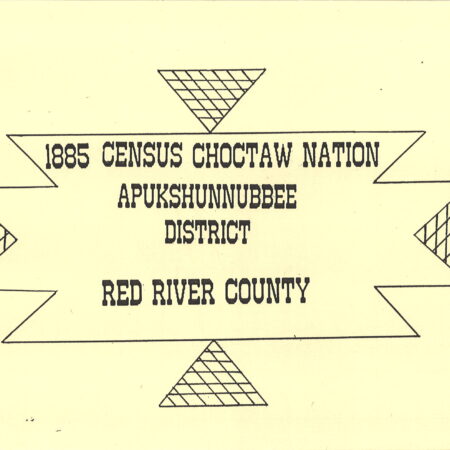 1885 CENSUS CHOCTAW NATION
APUKSHUNNUBBEE
DISTRICT
RED RIVER COUNTY